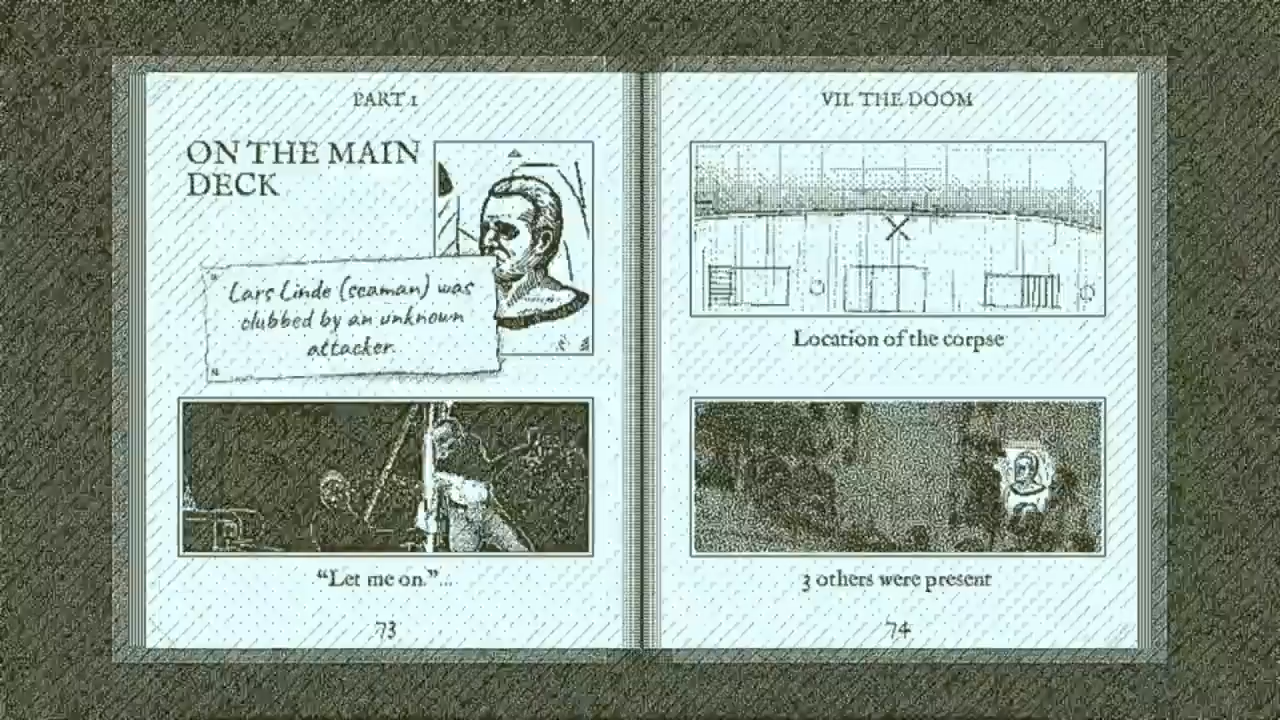 PART 1
ON THE MAIN
DECK
Lars Linde (seaman) was
clubbed by an unknown
attacker.
“Let me on.”...
73
VII. THE DOOM
Location of the corpse
3 others were present
74